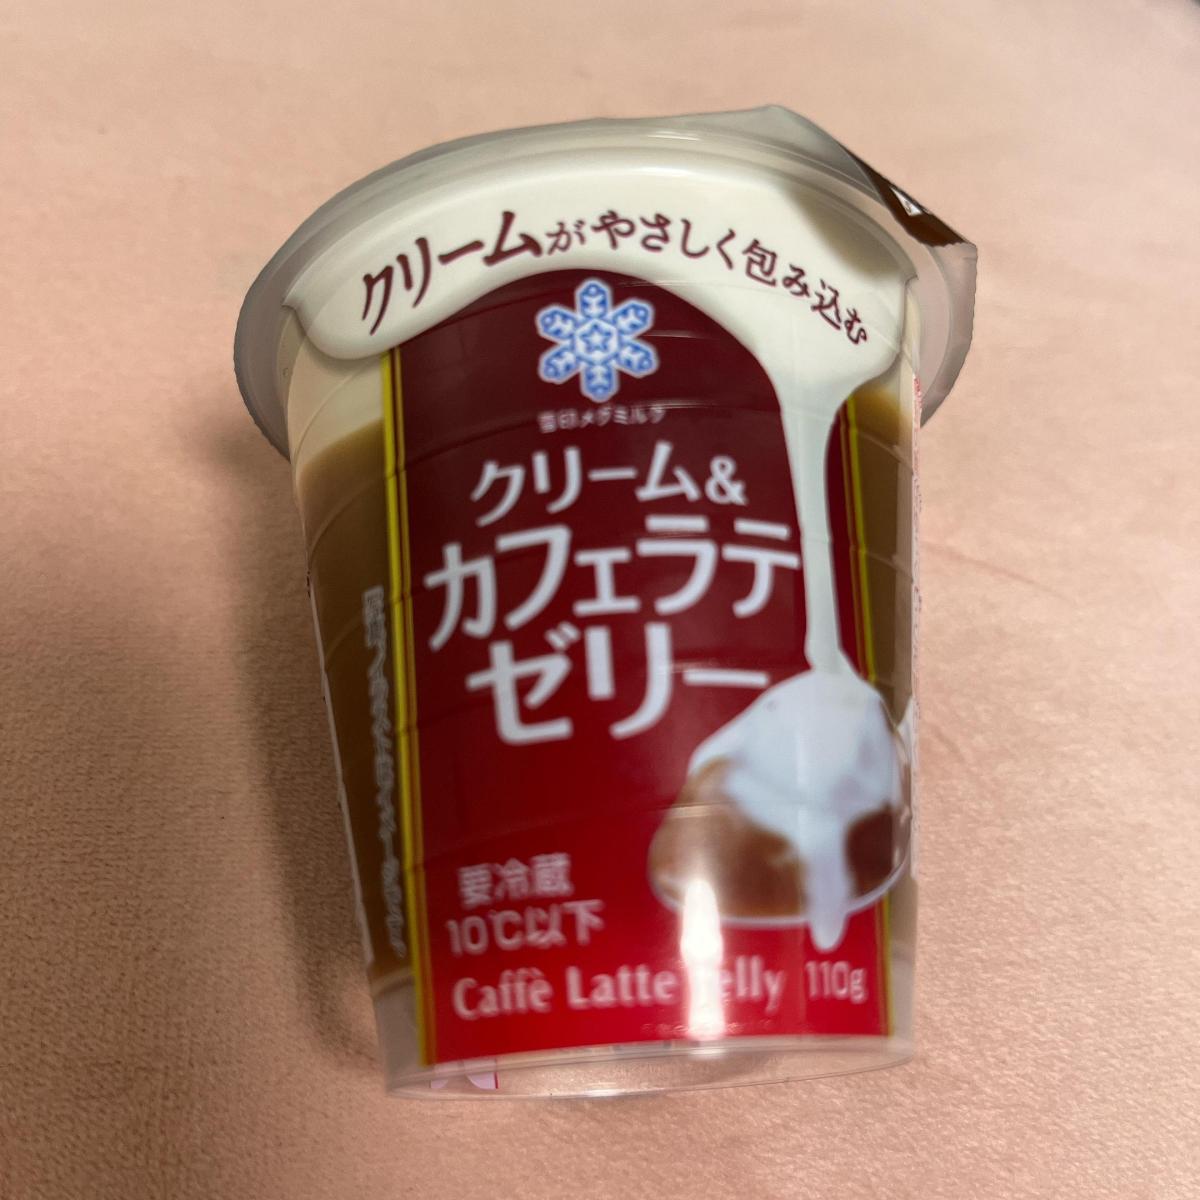 クリームがやさしく包み込む
雪印メグミルク
クリーム&
カフェラテ
ゼリー
要冷蔵
10℃以下
Caffè Latte Jelly 110g